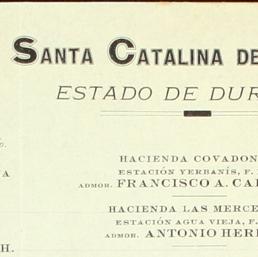 SANTA CATALINA DE
ESTADO DE DUR
HACIENDA COVADON
ESTACIÓN YERBANÍS, F.
ADMOR. FRANCISCO A. CA
HACIENDA LAS MERCE
ESTACIÓN AGUA VIEJA, F.
ADMOR. ANTONIO HER
A
H.